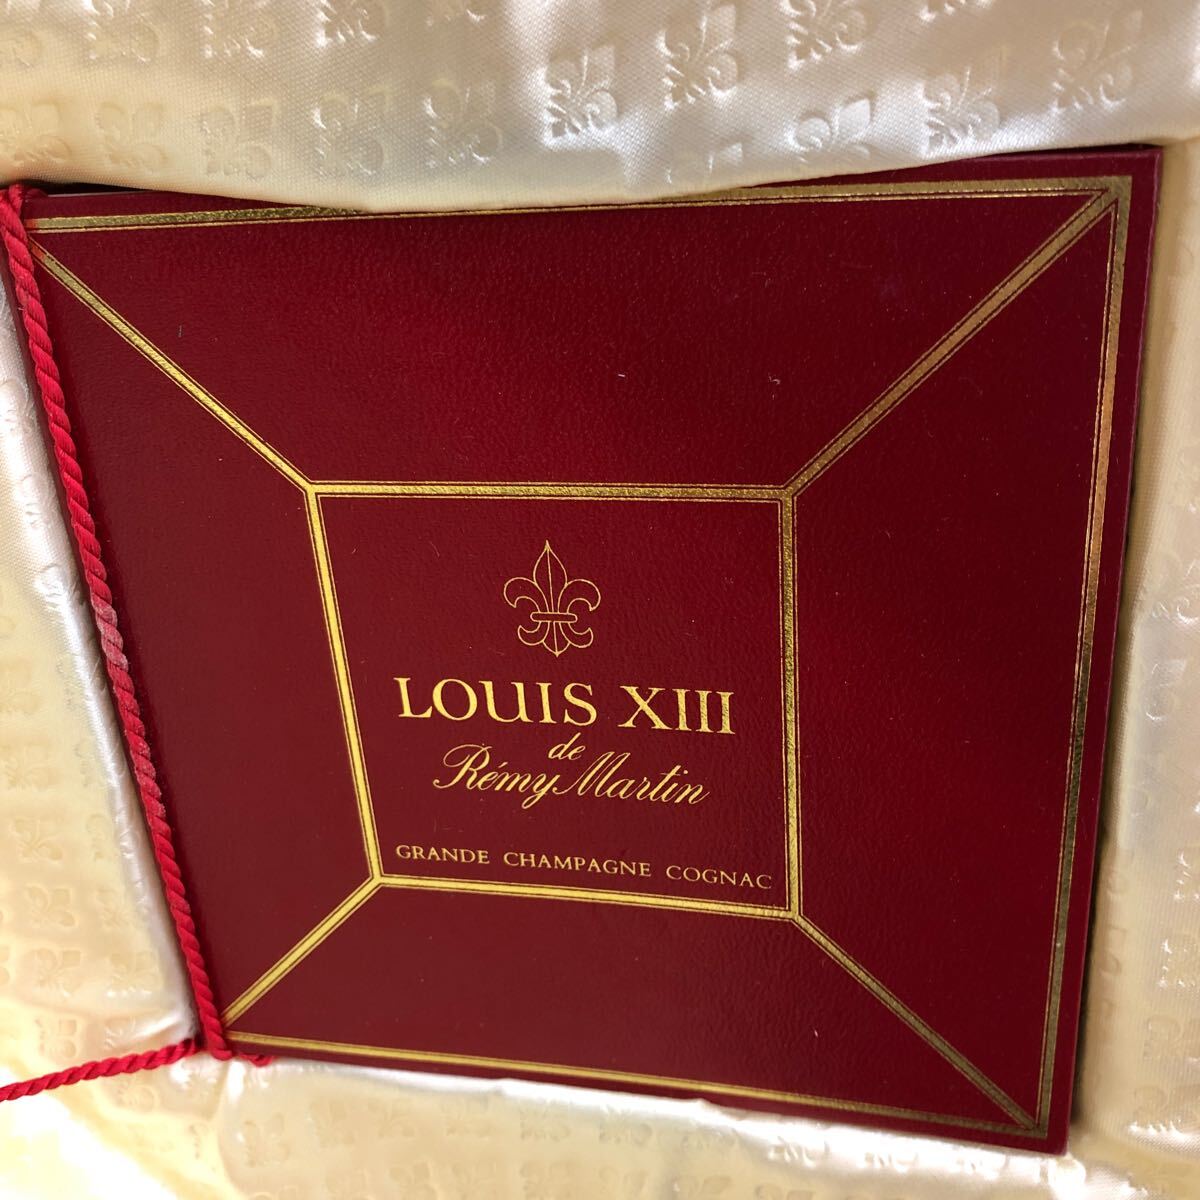 LOUIS XIII
de
Rémy Martin
GRANDE CHAMPAGNE COGNAC